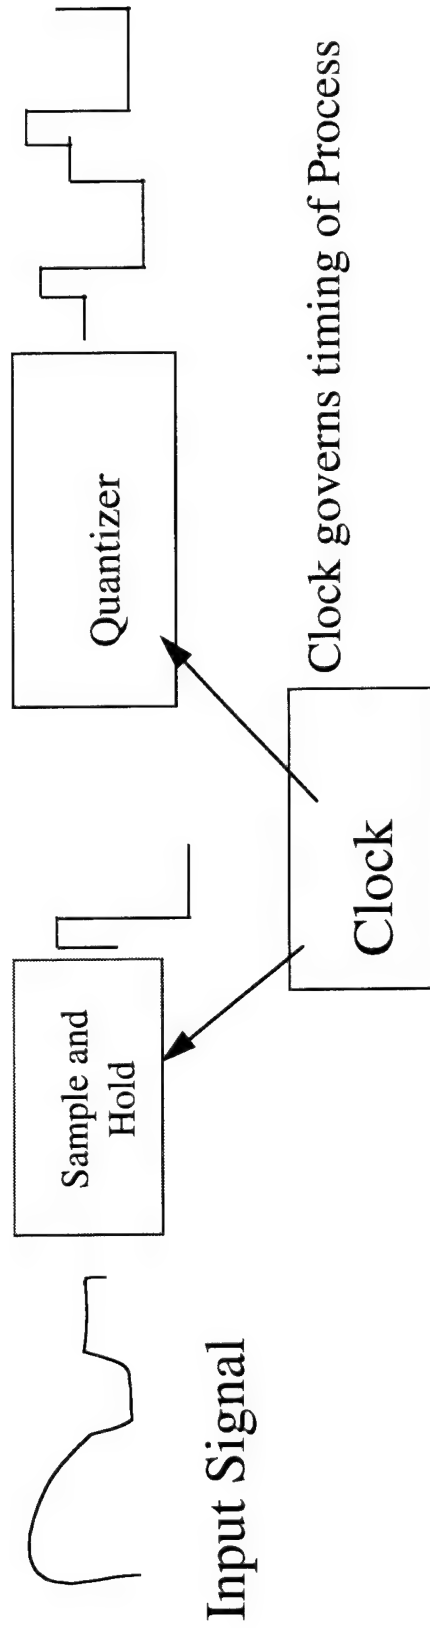 Input Signal
Sample and
Hold
Quantizer
Clock
Clock governs timing of Process